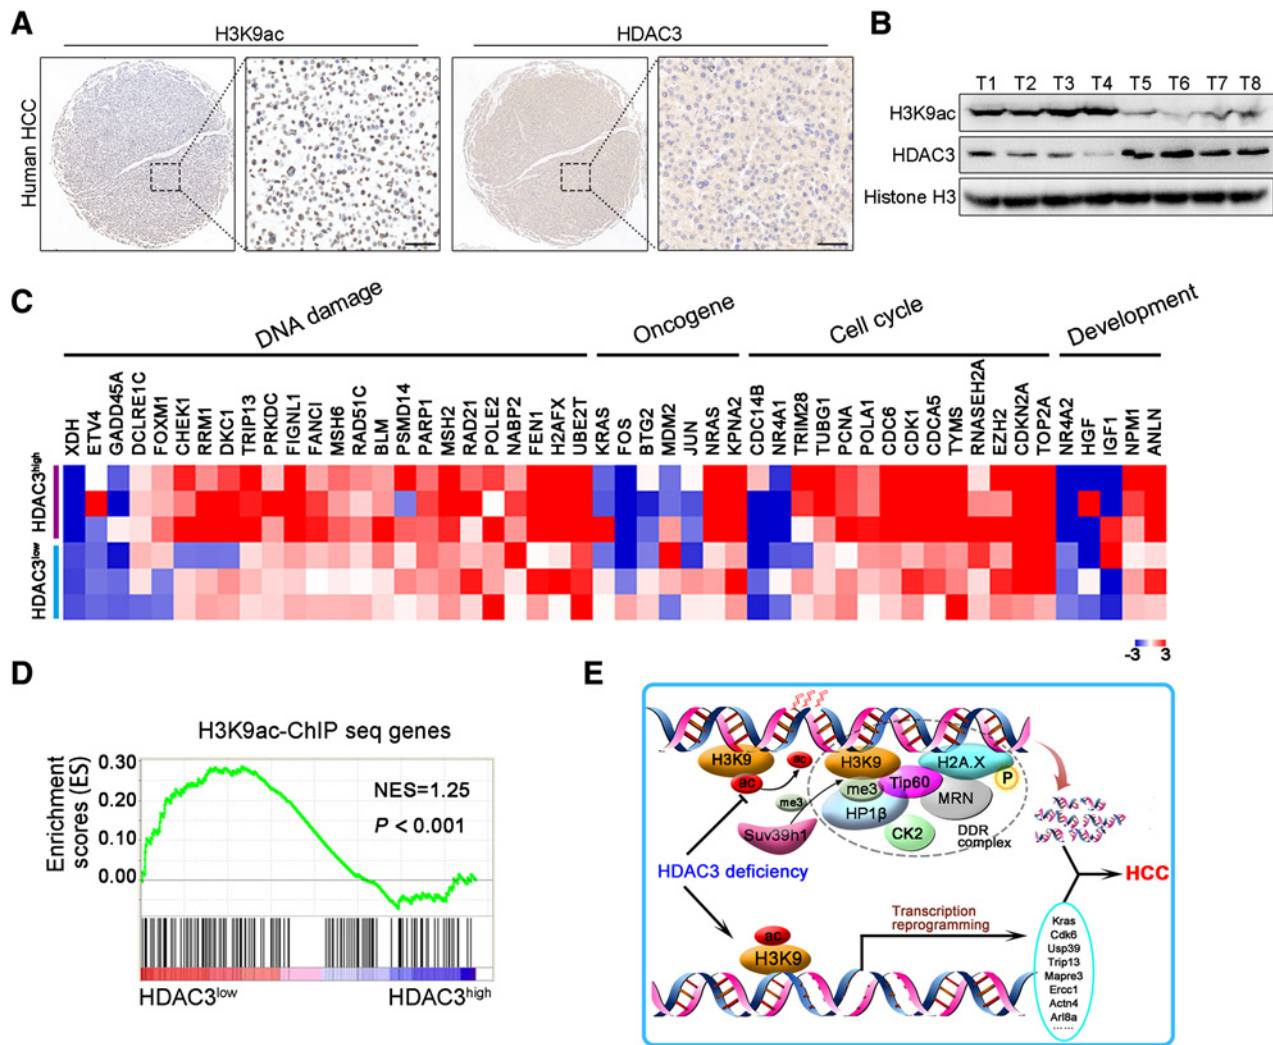 A
H3K9ac
HDAC3
Human HCC
B
T1 T2 T3 T4 T5 T6 T7 T8
H3K9ac
HDAC3
Histone H3
C
DNA damage
Oncogene
Cell cycle
Development
XDH
ETV4
GADD45A
DCLRE1C
FOXM1
CHEK1
RRM1
DKC1
TRIP13
PRKDC
FIGNL1
FANCI
MSH6
RAD51C
BLM
PSMD14
PARP1
MSH2
RAD21
POLE2
NABP2
FEN1
H2AFX
UBE2T
KRAS
FOS
BTG2
MDM2
JUN
NRAS
KPNA2
CDC14B
NR4A1
TRIM28
TUBG1
PCNA
POLA1
CDC6
CDK1
CDCA5
TYMS
RNASEH2A
EZH2
CDKN2A
TOP2A
NR4A2
HGF
IGF1
NPM1
ANLN
HDAC3high
HDAC3low
-3 3
D
H3K9ac-ChIP seq genes
Enrichment
scores (ES)
0.30
0.20
0.10
0.00
NES=1.25
P < 0.001
HDAC3low
HDAC3high
E
H3K9
ac
ac
me3
Suv39h1
H3K9
me3
HP1β
Tip60
H2A.X
P
MRN
CK2
DDR
complex
HDAC3 deficiency
HCC
ac
H3K9
Transcription
reprogramming
Kras
Cdk6
Usp39
Trip13
Mapre3
Ercc1
Actn4
Arl8a
......